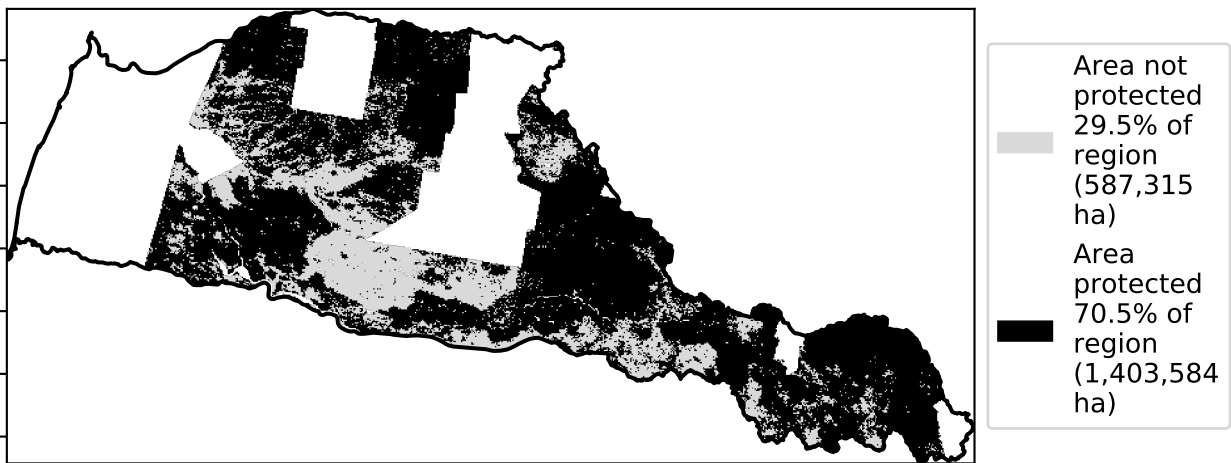 Area not
protected
29.5% of
region
(587,315
ha)
Area
protected
70.5% of
region
(1,403,584
ha)